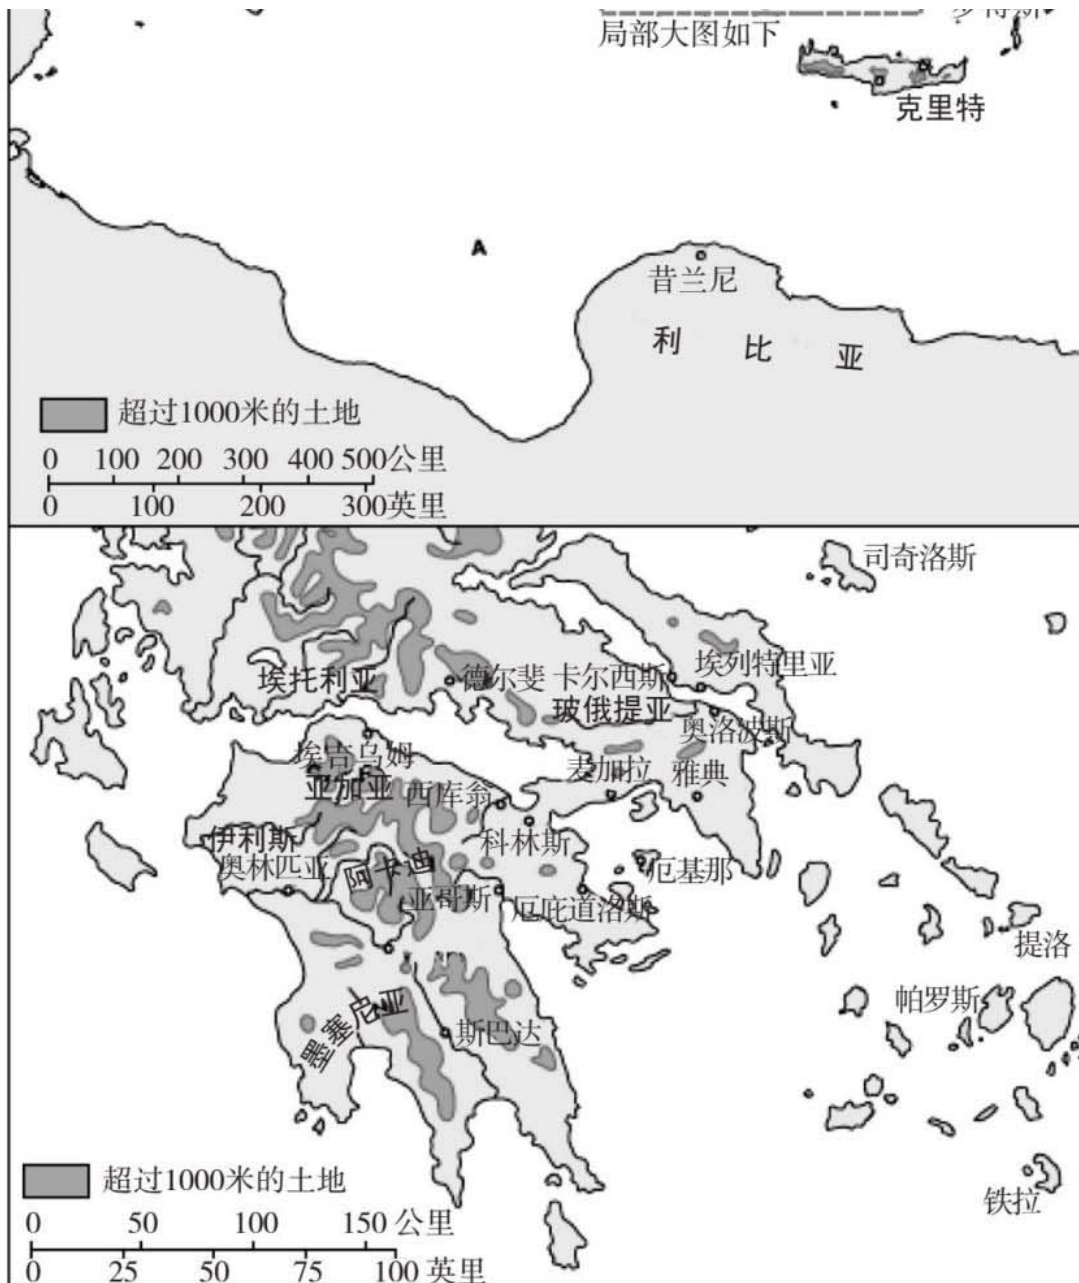 局部大图如下
克里特
A
昔兰尼
利比亚
超过1000米的土地
0 100 200 300 400 500公里
0 100 200 300英里
司奇洛斯
埃列特里亚
埃托利亚
德尔斐
卡尔西斯
玻俄提亚
奥洛波斯
埃吉乌姆
麦加拉
雅典
亚加亚
西库翁
科林斯
伊利斯
奥林匹亚
阿卡迪
厄基那
亚哥斯
厄庇道洛斯
提洛
帕罗斯
墨塞尼亚
斯巴达
铁拉
超过1000米的土地
0 50 100 150 公里
0 25 50 75 100 英里